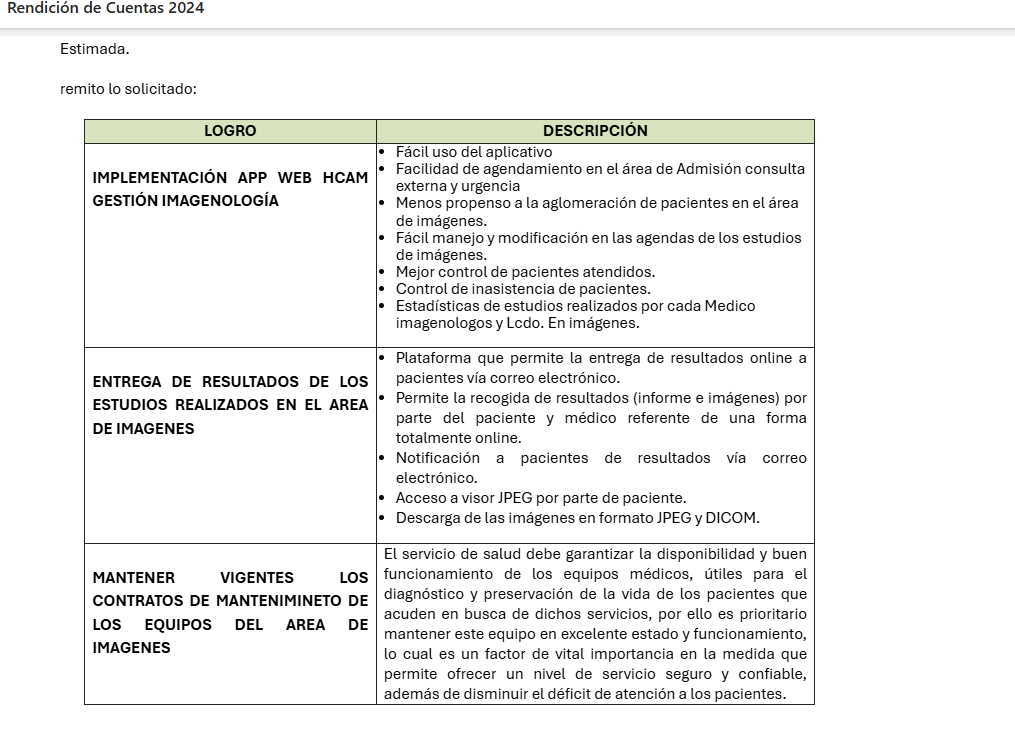 Rendición de Cuentas 2024
Estimada.
remito lo solicitado:
LOGRO
DESCRIPCIÓN
IMPLEMENTACIÓN APP WEB HCAM
GESTIÓN IMAGENOLOGÍA
• Fácil uso del aplicativo
• Facilidad de agendamiento en el área de Admisión consulta
externa y urgencia
• Menos propenso a la aglomeración de pacientes en el área
de imágenes.
• Fácil manejo y modificación en las agendas de los estudios
de imágenes.
• Mejor control de pacientes atendidos.
• Control de inasistencia de pacientes.
• Estadísticas de estudios realizados por cada Medico
imagenologos y Lcdo. En imágenes.
ENTREGA DE RESULTADOS DE LOS
ESTUDIOS REALIZADOS EN EL AREA
DE IMAGENES
• Plataforma que permite la entrega de resultados online a
pacientes vía correo electrónico.
• Permite la recogida de resultados (informe e imágenes) por
parte del paciente y médico referente de una forma
totalmente online.
• Notificación a pacientes de resultados vía correo
electrónico.
• Acceso a visor JPEG por parte de paciente.
• Descarga de las imágenes en formato JPEG y DICOM.
MANTENER VIGENTES LOS
CONTRATOS DE MANTENIMINETO DE
LOS EQUIPOS DEL AREA DE
IMAGENES
El servicio de salud debe garantizar la disponibilidad y buen
funcionamiento de los equipos médicos, útiles para el
diagnóstico y preservación de la vida de los pacientes que
acuden en busca de dichos servicios, por ello es prioritario
mantener este equipo en excelente estado y funcionamiento,
lo cual es un factor de vital importancia en la medida que
permite ofrecer un nivel de servicio seguro y confiable,
además de disminuir el déficit de atención a los pacientes.